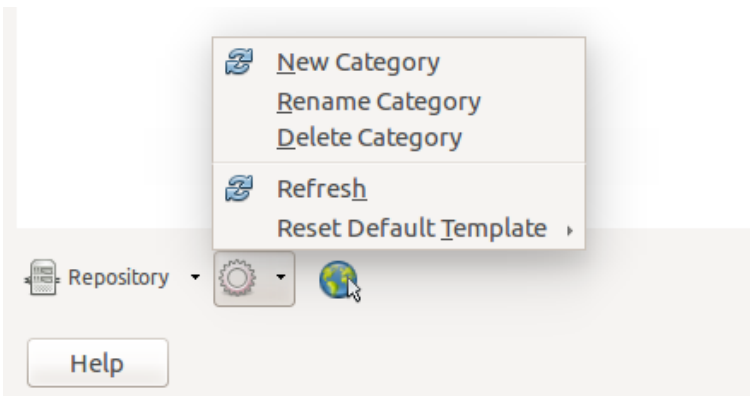 New Category
Rename Category
Delete Category
Refresh
Reset Default Template
Repository
Help